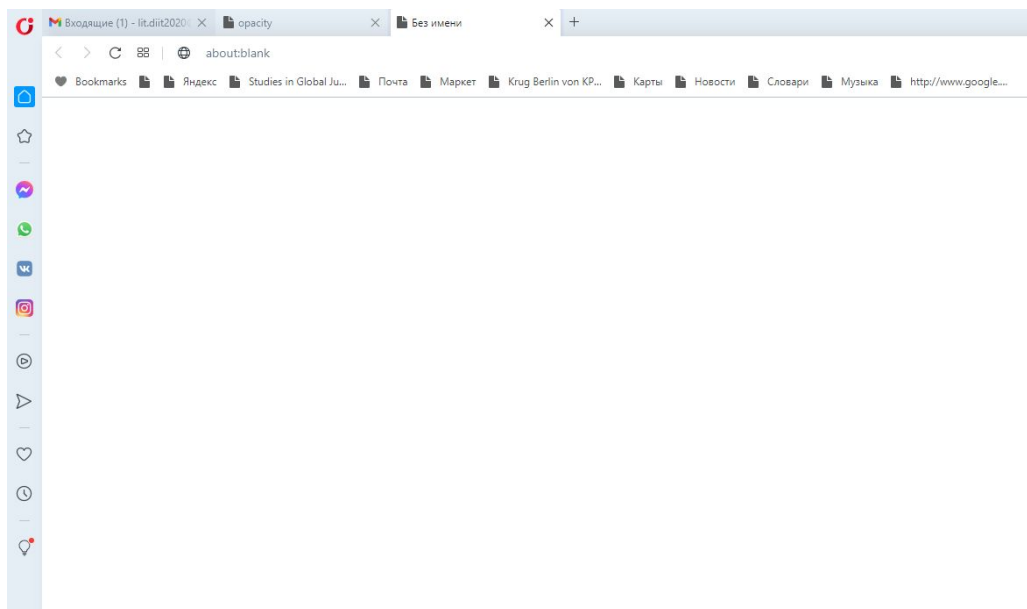 Входящие (1) - lit.diit2020 opacity Без имени
about:blank
Bookmarks Яндекс Studies in Global Ju... Почта Маркет Krug Berlin von KP... Карты Новости Словари Музыка http://www.google....